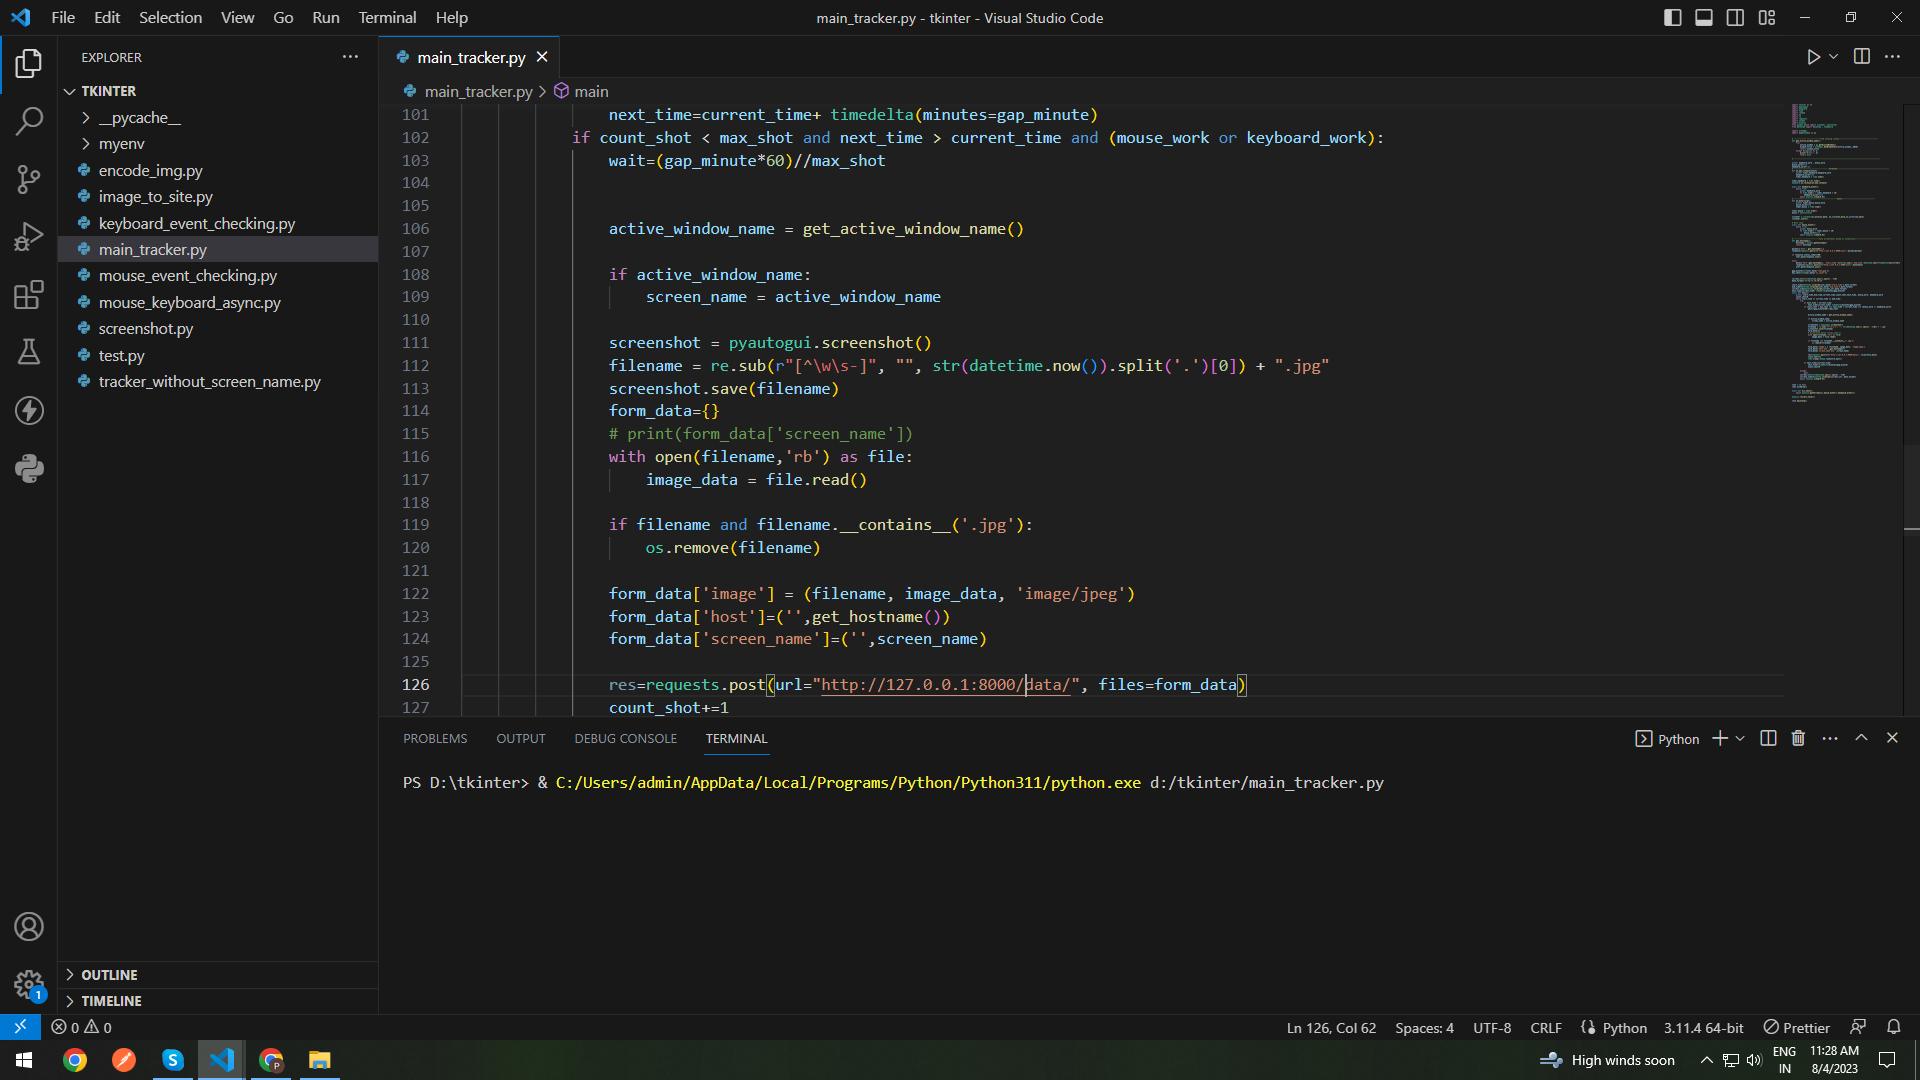 File Edit Selection View Go Run Terminal Help
main_tracker.py - tkinter - Visual Studio Code
EXPLORER
TKINTER
__pycache__
myenv
encode_img.py
image_to_site.py
keyboard_event_checking.py
main_tracker.py
mouse_event_checking.py
mouse_keyboard_async.py
screenshot.py
test.py
tracker_without_screen_name.py
OUTLINE
TIMELINE
main_tracker.py
main_tracker.py > main
101 next_time=current_time+ timedelta(minutes=gap_minute)
102 if count_shot < max_shot and next_time > current_time and (mouse_work or keyboard_work):
103 wait=(gap_minute*60)//max_shot
104
105
106 active_window_name = get_active_window_name()
107
108 if active_window_name:
109 screen_name = active_window_name
110
111 screenshot = pyautogui.screenshot()
112 filename = re.sub(r"[^\w\s-]", "", str(datetime.now()).split('.')[0]) + ".jpg"
113 screenshot.save(filename)
114 form_data={}
115 # print(form_data['screen_name'])
116 with open(filename,'rb') as file:
117 image_data = file.read()
118
119 if filename and filename.__contains__('.jpg'):
120 os.remove(filename)
121
122 form_data['image'] = (filename, image_data, 'image/jpeg')
123 form_data['host']=('',get_hostname())
124 form_data['screen_name']=('',screen_name)
125
126 res=requests.post(url="http://127.0.0.1:8000/data/", files=form_data)
127 count_shot+=1
PROBLEMS OUTPUT DEBUG CONSOLE TERMINAL
Python
PS D:\tkinter> & C:/Users/admin/AppData/Local/Programs/Python/Python311/python.exe d:/tkinter/main_tracker.py
1
0 0
Ln 126, Col 62 Spaces: 4 UTF-8 CRLF Python 3.11.4 64-bit Prettier
High winds soon
ENG
IN
11:28 AM
8/4/2023